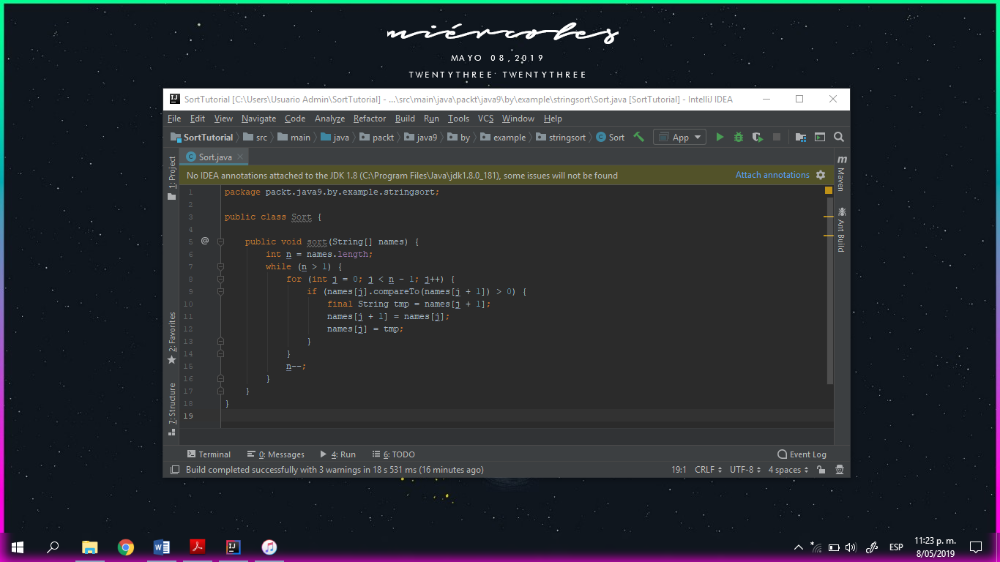 miércoles
MAYO 08,2019
TWENTYTHREE TWENTYTHREE
SortTutorial [C:\Users\Usuario Admin\SortTutorial] - ...\src\main\java\packt\java9\by\example\stringsort\Sort.java [SortTutorial] - IntelliJ IDEA
File Edit View Navigate Code Analyze Refactor Build Run Tools VCS Window Help
SortTutorial src main java packt java9 by example stringsort Sort App
1: Project
Sort.java
Maven
No IDEA annotations attached to the JDK 1.8 (C:\Program Files\Java\jdk1.8.0_181), some issues will not be found Attach annotations
1 package packt.java9.by.example.stringsort;
2
3 public class Sort {
4
5 @ public void sort(String[] names) {
6 int n = names.length;
7 while (n > 1) {
8 for (int j = 0; j < n - 1; j++) {
9 if (names[j].compareTo(names[j + 1]) > 0) {
10 final String tmp = names[j + 1];
11 names[j + 1] = names[j];
12 names[j] = tmp;
13 }
14 }
15 n--;
16 }
17 }
18 }
19
Ant Build
2: Favorites
7: Structure
Terminal 0: Messages 4: Run 6: TODO Event Log
Build completed successfully with 3 warnings in 18 s 531 ms (16 minutes ago) 19:1 CRLF UTF-8 4 spaces
ESP
11:23 p. m.
8/05/2019